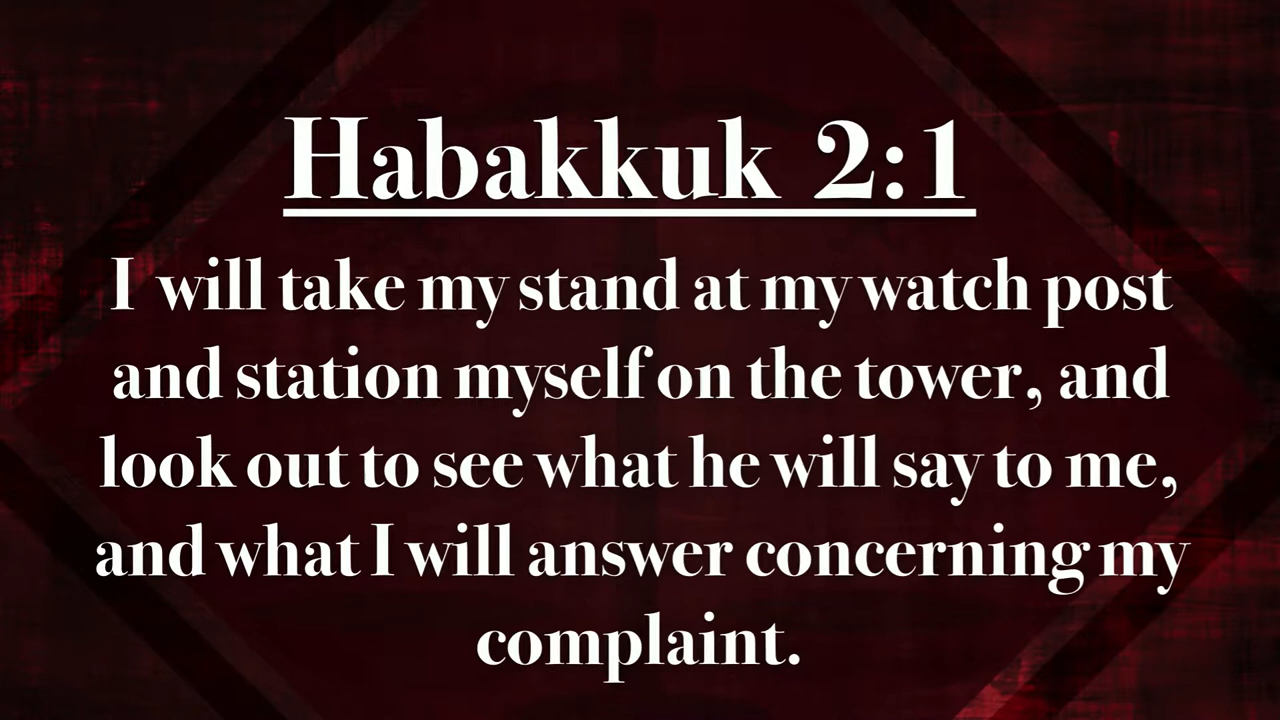 Habakkuk 2:1
I will take my stand at my watch post
and station myself on the tower, and
look out to see what he will say to me,
and what I will answer concerning my
complaint.